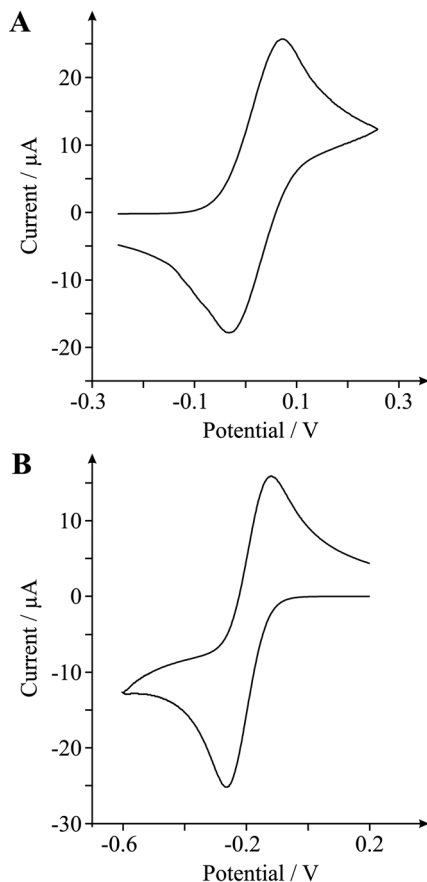 A
20
10
0
-10
-20
Current / µA
-0.3 -0.1 0.1 0.3
Potential / V
B
10
0
-10
-20
-30
Current / µA
-0.6 -0.2 0.2
Potential / V